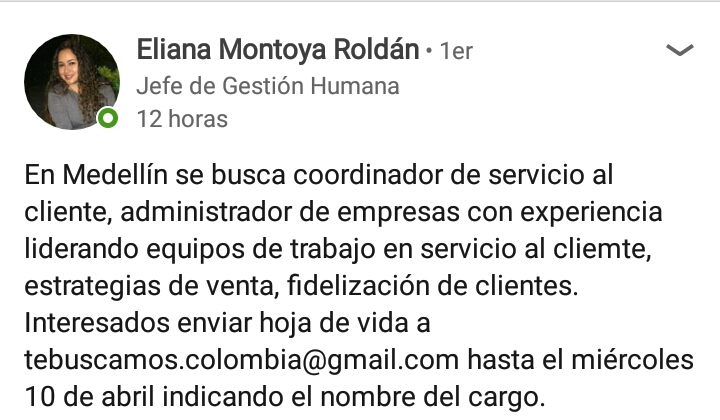 Eliana Montoya Roldán • 1er
Jefe de Gestión Humana
12 horas
En Medellín se busca coordinador de servicio al
cliente, administrador de empresas con experiencia
liderando equipos de trabajo en servicio al cliemte,
estrategias de venta, fidelización de clientes.
Interesados enviar hoja de vida a
tebuscamos.colombia@gmail.com hasta el miércoles
10 de abril indicando el nombre del cargo.